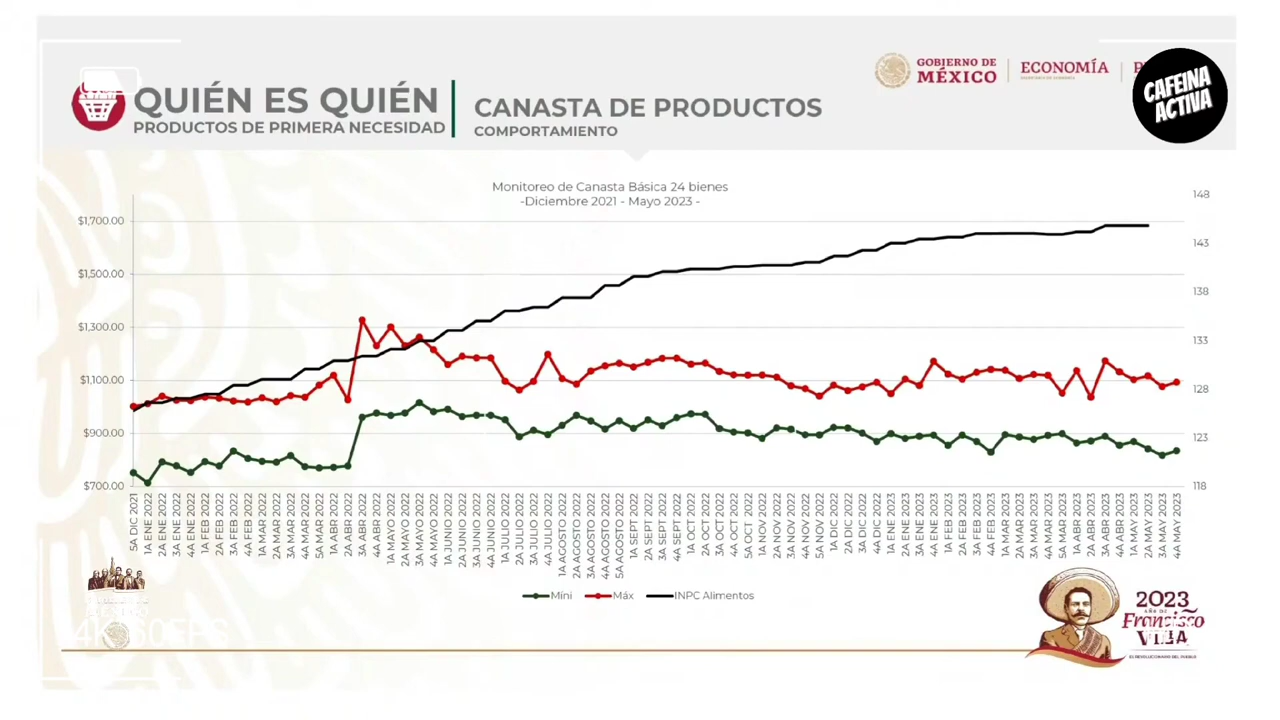 GOBIERNO DE
MÉXICO
ECONOMÍA
CAFEINA
ACTIVA
QUIÉN ES QUIÉN
PRODUCTOS DE PRIMERA NECESIDAD
CANASTA DE PRODUCTOS
COMPORTAMIENTO
Monitoreo de Canasta Básica 24 bienes
-Diciembre 2021 - Mayo 2023 -
$1,700.00
$1,500.00
$1,300.00
$1,100.00
$900.00
$700.00
148
143
138
133
128
123
118
5A DIC 2021
1A ENE 2022
2A ENE 2022
3A ENE 2022
4A ENE 2022
1A FEB 2022
2A FEB 2022
3A FEB 2022
4A FEB 2022
1A MAR 2022
2A MAR 2022
3A MAR 2022
4A MAR 2022
5A MAR 2022
1A ABR 2022
2A ABR 2022
3A ABR 2022
4A ABR 2022
1A MAYO 2022
2A MAYO 2022
3A MAYO 2022
4A MAYO 2022
1A JUNIO 2022
2A JUNIO 2022
3A JUNIO 2022
4A JUNIO 2022
1A JULIO 2022
2A JULIO 2022
3A JULIO 2022
4A JULIO 2022
1A AGOSTO 2022
2A AGOSTO 2022
3A AGOSTO 2022
4A AGOSTO 2022
5A AGOSTO 2022
1A SEPT 2022
2A SEPT 2022
3A SEPT 2022
4A SEPT 2022
1A OCT 2022
2A OCT 2022
3A OCT 2022
4A OCT 2022
5A OCT 2022
1A NOV 2022
2A NOV 2022
3A NOV 2022
4A NOV 2022
5A NOV 2022
1A DIC 2022
2A DIC 2022
3A DIC 2022
4A DIC 2022
1A ENE 2023
2A ENE 2023
3A ENE 2023
4A ENE 2023
1A FEB 2023
2A FEB 2023
3A FEB 2023
4A FEB 2023
1A MAR 2023
2A MAR 2023
3A MAR 2023
4A MAR 2023
5A MAR 2023
1A ABR 2023
2A ABR 2023
3A ABR 2023
4A ABR 2023
1A MAY 2023
2A MAY 2023
3A MAY 2023
4A MAY 2023
Míni
Máx
INPC Alimentos
4K 60FPS
2023
AÑO DE
Francisco
VILLA
EL REVOLUCIONARIO DEL PUEBLO